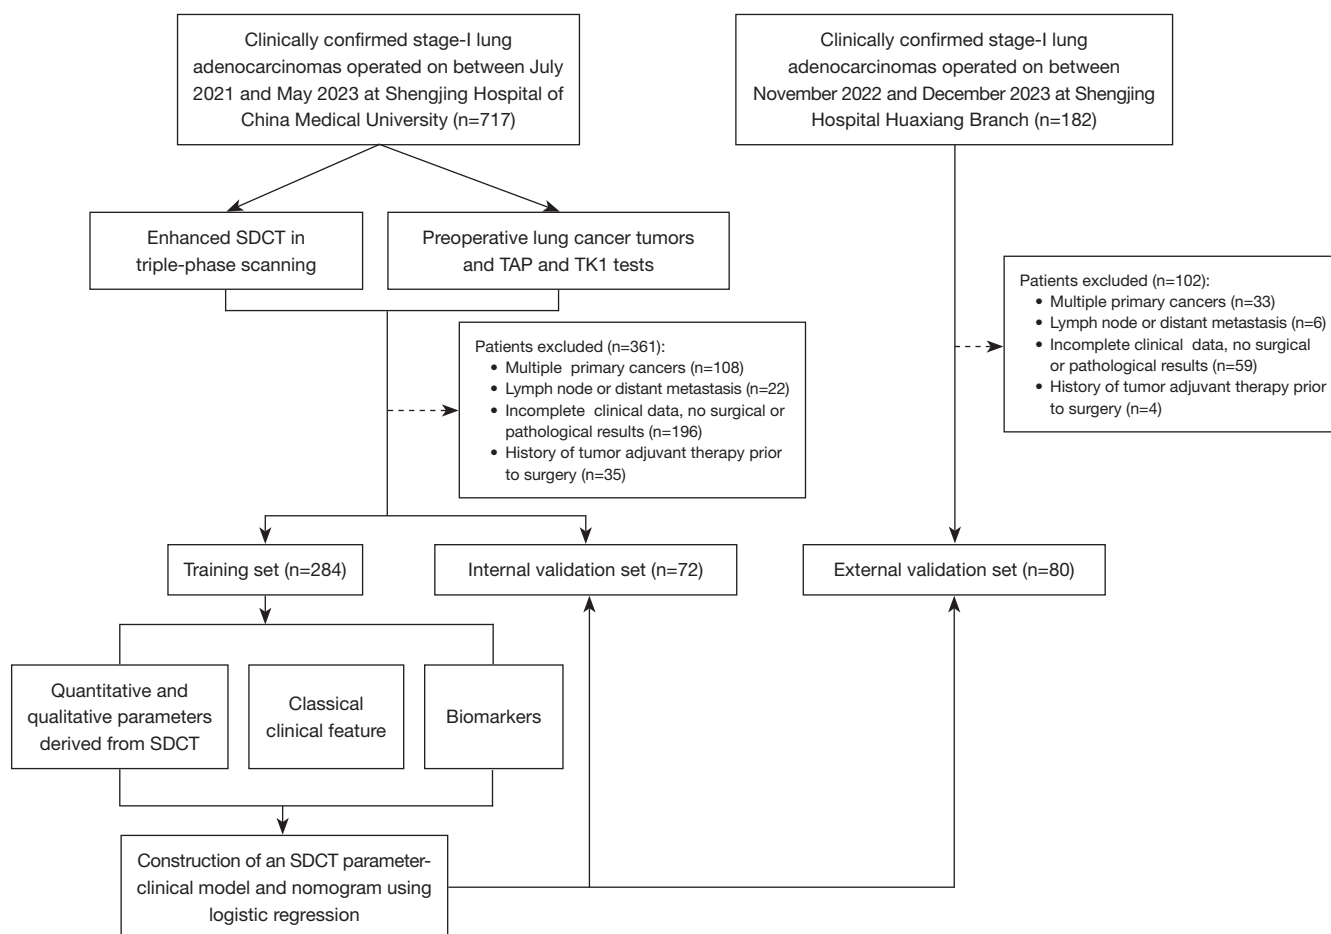 Clinically confirmed stage-I lung
adenocarcinomas operated on between July
2021 and May 2023 at Shengjing Hospital of
China Medical University (n=717)
Clinically confirmed stage-I lung
adenocarcinomas operated on between
November 2022 and December 2023 at Shengjing
Hospital Huaxiang Branch (n=182)
Enhanced SDCT in
triple-phase scanning
Preoperative lung cancer tumors
and TAP and TK1 tests
Patients excluded (n=102):
• Multiple primary cancers (n=33)
• Lymph node or distant metastasis (n=6)
• Incomplete clinical data, no surgical
or pathological results (n=59)
• History of tumor adjuvant therapy prior
to surgery (n=4)
Patients excluded (n=361):
• Multiple primary cancers (n=108)
• Lymph node or distant metastasis (n=22)
• Incomplete clinical data, no surgical or
pathological results (n=196)
• History of tumor adjuvant therapy prior
to surgery (n=35)
Training set (n=284)
Internal validation set (n=72)
External validation set (n=80)
Quantitative and
qualitative parameters
derived from SDCT
Classical
clinical feature
Biomarkers
Construction of an SDCT parameter-
clinical model and nomogram using
logistic regression